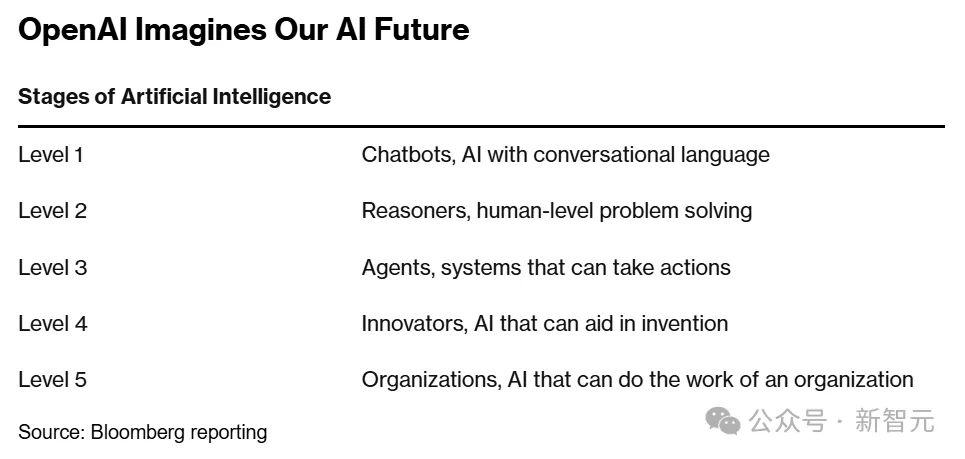 OpenAI Imagines Our AI Future
Stages of Artificial Intelligence
Level 1 Chatbots, AI with conversational language
Level 2 Reasoners, human-level problem solving
Level 3 Agents, systems that can take actions
Level 4 Innovators, AI that can aid in invention
Level 5 Organizations, AI that can do the work of an organization
Source: Bloomberg reporting
公众号 · 新智元